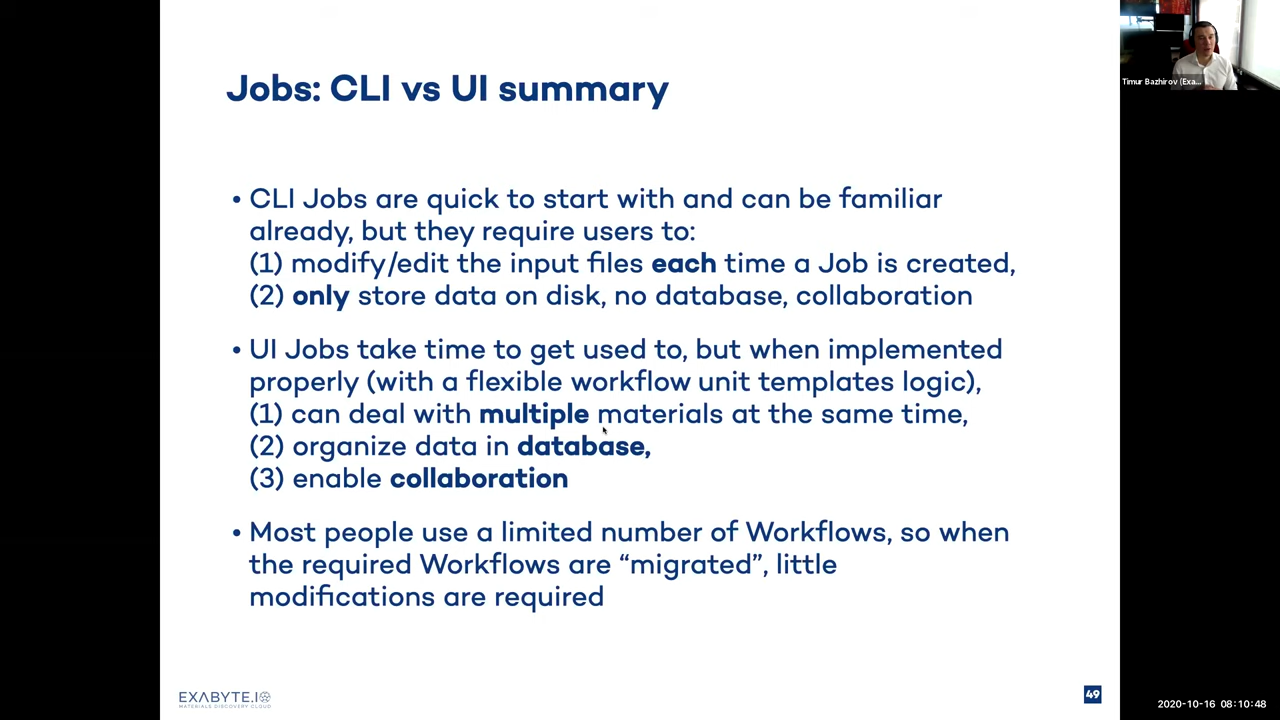 Jobs: CLI vs UI summary
Timur Bazhirov (Exa...
• CLI Jobs are quick to start with and can be familiar
already, but they require users to:
(1) modify/edit the input files each time a Job is created,
(2) only store data on disk, no database, collaboration
• UI Jobs take time to get used to, but when implemented
properly (with a flexible workflow unit templates logic),
(1) can deal with multiple materials at the same time,
(2) organize data in database,
(3) enable collaboration
• Most people use a limited number of Workflows, so when
the required Workflows are “migrated”, little
modifications are required
EXABYTE.IO
MATERIALS DISCOVERY CLOUD
49
2020-10-16 08:10:48